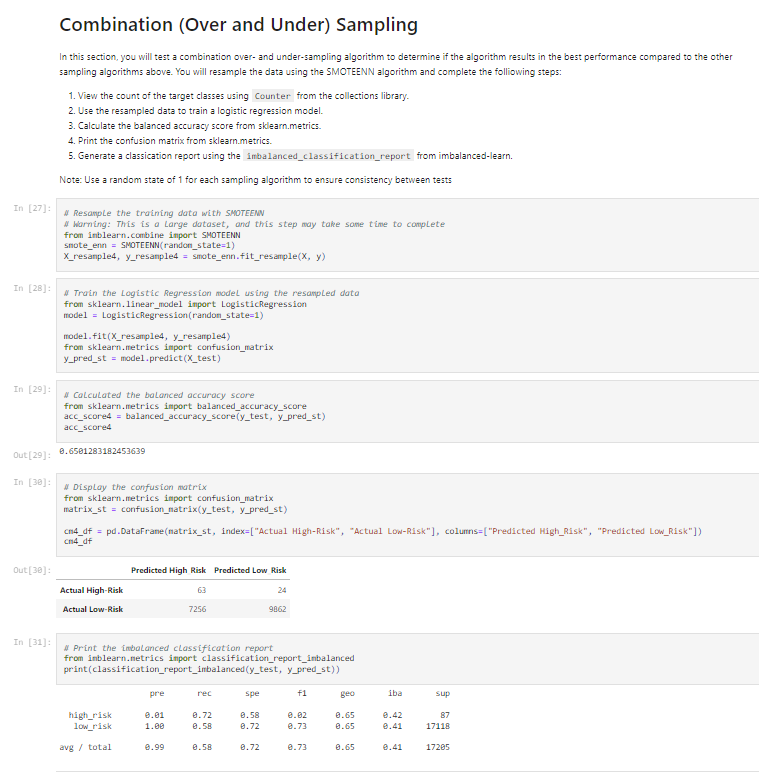 Combination (Over and Under) Sampling
In this section, you will test a combination over- and under-sampling algorithm to determine if the algorithm results in the best performance compared to the other
sampling algorithms above. You will resample the data using the SMOTEENN algorithm and complete the following steps:
1. View the count of the target classes using Counter from the collections library.
2. Use the resampled data to train a logistic regression model.
3. Calculate the balanced accuracy score from sklearn.metrics.
4. Print the confusion matrix from sklearn.metrics.
5. Generate a classication report using the imbalanced_classification_report from imbalanced-learn.
Note: Use a random state of 1 for each sampling algorithm to ensure consistency between tests
In [27]:
# Resample the training data with SMOTEENN
# Warning: This is a large dataset, and this step may take some time to complete
from imblearn.combine import SMOTEENN
smote_enn = SMOTEENN(random_state=1)
X_resample4, y_resample4 = smote_enn.fit_resample(X, y)
In [28]:
# Train the Logistic Regression model using the resampled data
from sklearn.linear_model import LogisticRegression
model = LogisticRegression(random_state=1)
model.fit(X_resample4, y_resample4)
from sklearn.metrics import confusion_matrix
y_pred_st = model.predict(X_test)
In [29]:
# Calculated the balanced accuracy score
from sklearn.metrics import balanced_accuracy_score
acc_score4 = balanced_accuracy_score(y_test, y_pred_st)
acc_score4
Out[29]: 0.6501283182453639
In [30]:
# Display the confusion matrix
from sklearn.metrics import confusion_matrix
matrix_st = confusion_matrix(y_test, y_pred_st)
cm4_df = pd.DataFrame(matrix_st, index=["Actual High-Risk", "Actual Low-Risk"], columns=["Predicted High_Risk", "Predicted Low_Risk"])
cm4_df
Out[30]:
Predicted High_Risk Predicted Low_Risk
Actual High-Risk 63 24
Actual Low-Risk 7256 9862
In [31]:
# Print the imbalanced classification report
from imblearn.metrics import classification_report_imbalanced
print(classification_report_imbalanced(y_test, y_pred_st))
pre rec spe f1 geo iba sup
high_risk 0.01 0.72 0.58 0.02 0.65 0.42 87
low_risk 1.00 0.58 0.72 0.73 0.65 0.41 17118
avg / total 0.99 0.58 0.72 0.73 0.65 0.41 17205